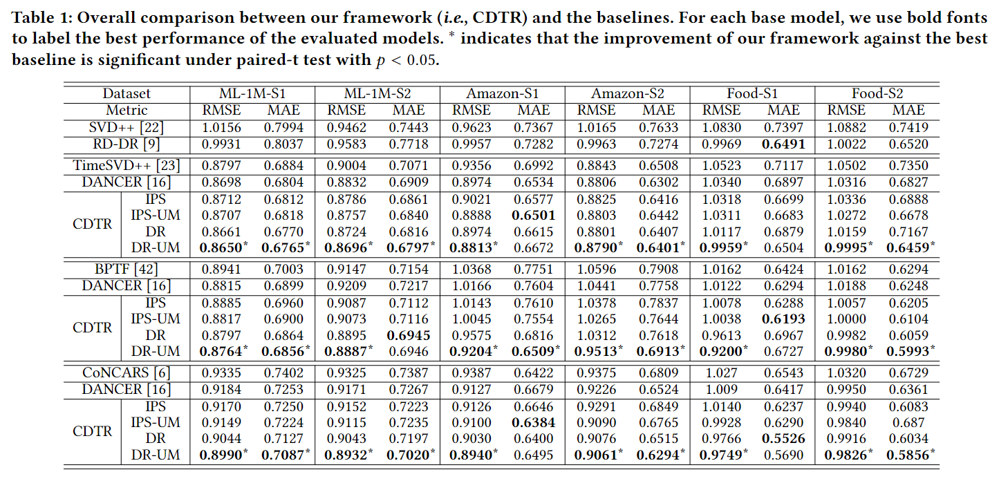 Table 1: Overall comparison between our framework (i.e., CDTR) and the baselines. For each base model, we use bold fonts
to label the best performance of the evaluated models. * indicates that the improvement of our framework against the best
baseline is significant under paired-t test with p < 0.05.
Dataset ML-1M-S1 ML-1M-S2 Amazon-S1 Amazon-S2 Food-S1 Food-S2
Metric RMSE MAE RMSE MAE RMSE MAE RMSE MAE RMSE MAE RMSE MAE
SVD++ [22] 1.0156 0.7994 0.9462 0.7443 0.9623 0.7367 1.0165 0.7633 1.0830 0.7397 1.0882 0.7419
RD-DR [9] 0.9931 0.8037 0.9583 0.7718 0.9957 0.7282 0.9963 0.7274 0.9969 0.6491 1.0022 0.6520
TimeSVD++ [23] 0.8797 0.6884 0.9004 0.7071 0.9356 0.6992 0.8843 0.6508 1.0523 0.7117 1.0502 0.7350
DANCER [16] 0.8698 0.6804 0.8832 0.6909 0.8974 0.6534 0.8806 0.6302 1.0340 0.6897 1.0316 0.6827
CDTR
IPS 0.8712 0.6812 0.8786 0.6861 0.9021 0.6577 0.8825 0.6416 1.0318 0.6699 1.0336 0.6888
IPS-UM 0.8707 0.6818 0.8757 0.6840 0.8888 0.6501 0.8803 0.6442 1.0311 0.6683 1.0272 0.6678
DR 0.8661 0.6770 0.8724 0.6816 0.8974 0.6615 0.8801 0.6407 1.0117 0.6879 1.0159 0.7167
DR-UM 0.8650* 0.6765* 0.8696* 0.6797* 0.8813* 0.6672 0.8790* 0.6401* 0.9959* 0.6504 0.9995* 0.6459*
BPTF [42] 0.8941 0.7003 0.9147 0.7154 1.0368 0.7751 1.0596 0.7908 1.0162 0.6424 1.0162 0.6294
DANCER [16] 0.8815 0.6899 0.9209 0.7217 1.0166 0.7604 1.0441 0.7758 1.0122 0.6294 1.0188 0.6248
CDTR
IPS 0.8885 0.6960 0.9087 0.7112 1.0143 0.7610 1.0378 0.7837 1.0078 0.6288 1.0057 0.6205
IPS-UM 0.8817 0.6900 0.9073 0.7116 1.0045 0.7554 1.0265 0.7644 1.0038 0.6193 1.0000 0.6104
DR 0.8797 0.6864 0.8895 0.6945 0.9575 0.6816 1.0312 0.7618 0.9613 0.6967 0.9982 0.6059
DR-UM 0.8764* 0.6856* 0.8887* 0.6946 0.9204* 0.6509* 0.9513* 0.6913* 0.9200* 0.6727 0.9980* 0.5993*
CoNCARS [6] 0.9335 0.7402 0.9325 0.7387 0.9387 0.6422 0.9375 0.6809 1.027 0.6543 1.0320 0.6729
DANCER [16] 0.9184 0.7253 0.9171 0.7267 0.9126 0.6679 0.9226 0.6524 1.009 0.6417 0.9950 0.6361
CDTR
IPS 0.9170 0.7250 0.9152 0.7223 0.9126 0.6646 0.9291 0.6849 1.0140 0.6237 0.9940 0.6083
IPS-UM 0.9149 0.7224 0.9115 0.7235 0.9100 0.6384 0.9090 0.6765 0.9928 0.6290 0.9840 0.687
DR 0.9044 0.7127 0.9043 0.7197 0.9030 0.6400 0.9076 0.6515 0.9766 0.5526 0.9916 0.6034
DR-UM 0.8990* 0.7087* 0.8932* 0.7020* 0.8940* 0.6495 0.9061* 0.6294* 0.9749* 0.5690 0.9826* 0.5856*